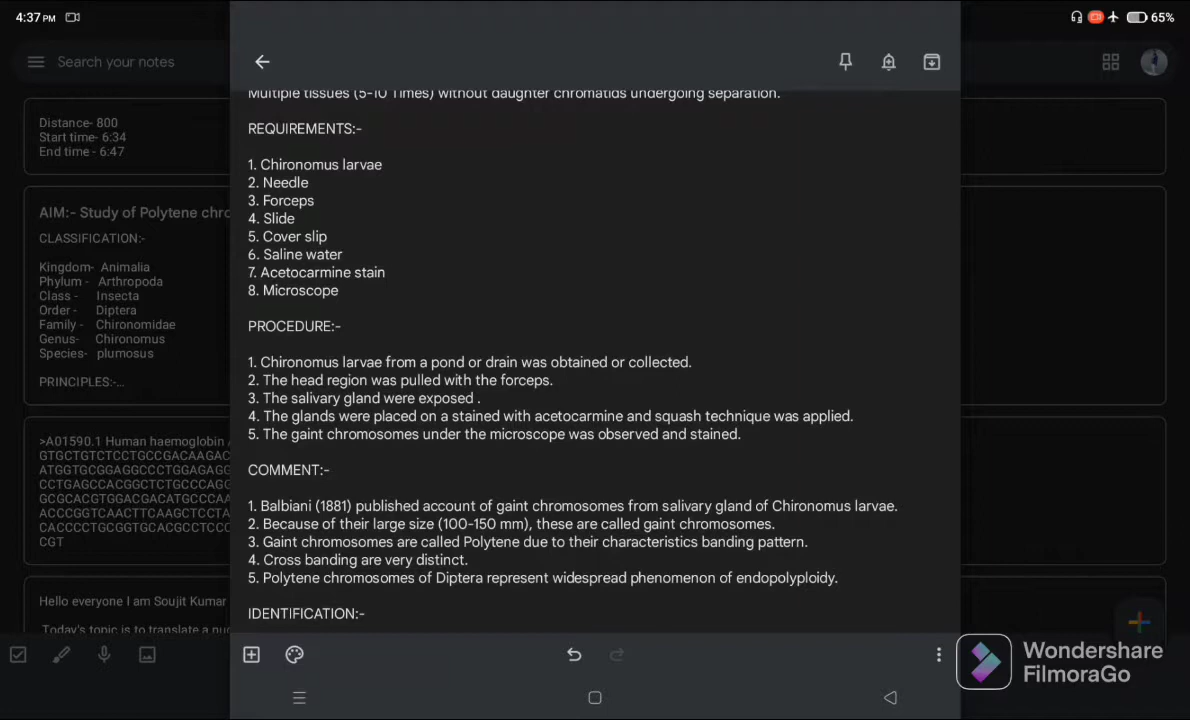 4:37 PM
65%
Search your notes
Distance- 800
Start time- 6:34
End time - 6:47
AIM:- Study of Polytene chr
CLASSIFICATION:-
Kingdom- Animalia
Phylum - Arthropoda
Class - Insecta
Order - Diptera
Family - Chironomidae
Genus- Chironomus
Species- plumosus
PRINCIPLES:-...
>A01590.1 Human haemoglobin
GTGCTGTCTCCTGCCGACAAGAC
ATGGTGCGGAGGCCCTGGAGAGG
CCTGAGCCACGGCTCTGCCCAGG
GCGCACGTGGACGACATGCCCAA
ACCCGGTCAACTTCAAGCTCCTA
CACCCCTGCGGTGCACGCCTCCC
CGT
Hello everyone I am Soujit Kumar
Today's topic is to translate a nuc
Multiple tissues (5-10 Times) without daughter chromatids undergoing separation.
REQUIREMENTS:-
1. Chironomus larvae
2. Needle
3. Forceps
4. Slide
5. Cover slip
6. Saline water
7. Acetocarmine stain
8. Microscope
PROCEDURE:-
1. Chironomus larvae from a pond or drain was obtained or collected.
2. The head region was pulled with the forceps.
3. The salivary gland were exposed .
4. The glands were placed on a stained with acetocarmine and squash technique was applied.
5. The gaint chromosomes under the microscope was observed and stained.
COMMENT:-
1. Balbiani (1881) published account of gaint chromosomes from salivary gland of Chironomus larvae.
2. Because of their large size (100-150 mm), these are called gaint chromosomes.
3. Gaint chromosomes are called Polytene due to their characteristics banding pattern.
4. Cross banding are very distinct.
5. Polytene chromosomes of Diptera represent widespread phenomenon of endopolyploidy.
IDENTIFICATION:-
Wondershare
FilmoraGo